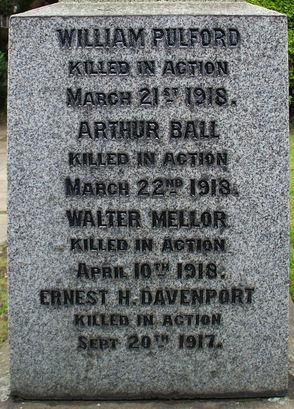 WILLIAM PULFORD
KILLED IN ACTION
MARCH 21ST 1918.
ARTHUR BALL
KILLED IN ACTION
MARCH 22ND 1918.
WALTER MELLOR
KILLED IN ACTION
APRIL 10TH 1918.
ERNEST H. DAVENPORT
KILLED IN ACTION
SEPT 20TH 1917.